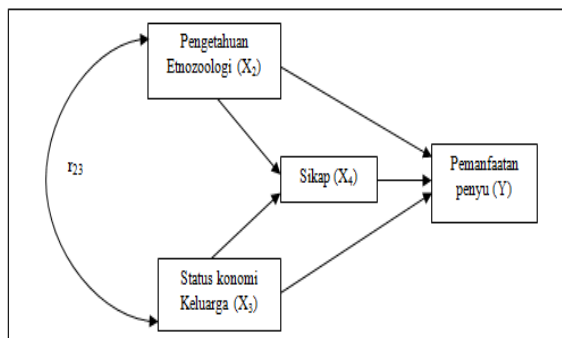 Pengetahuan
Etnozoologi (X₂)
r₂₃
Sikap (X₄)
Pemanfaatan
penyu (Y)
Status konomi
Keluarga (X₃)